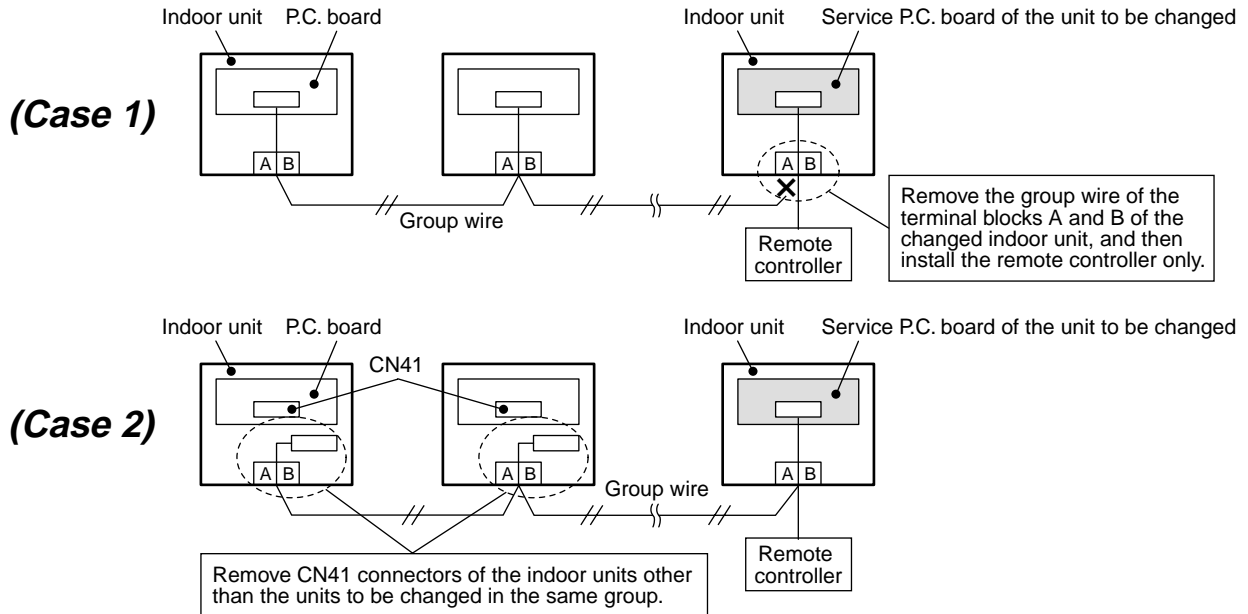 Indoor unit P.C. board
Indoor unit Service P.C. board of the unit to be changed
(Case 1)
A B
A B
A B
Group wire
Remote
controller
Remove the group wire of the
terminal blocks A and B of the
changed indoor unit, and then
install the remote controller only.
Indoor unit P.C. board
Indoor unit Service P.C. board of the unit to be changed
CN41
(Case 2)
A B
A B
A B
Group wire
Remote
controller
Remove CN41 connectors of the indoor units other
than the units to be changed in the same group.